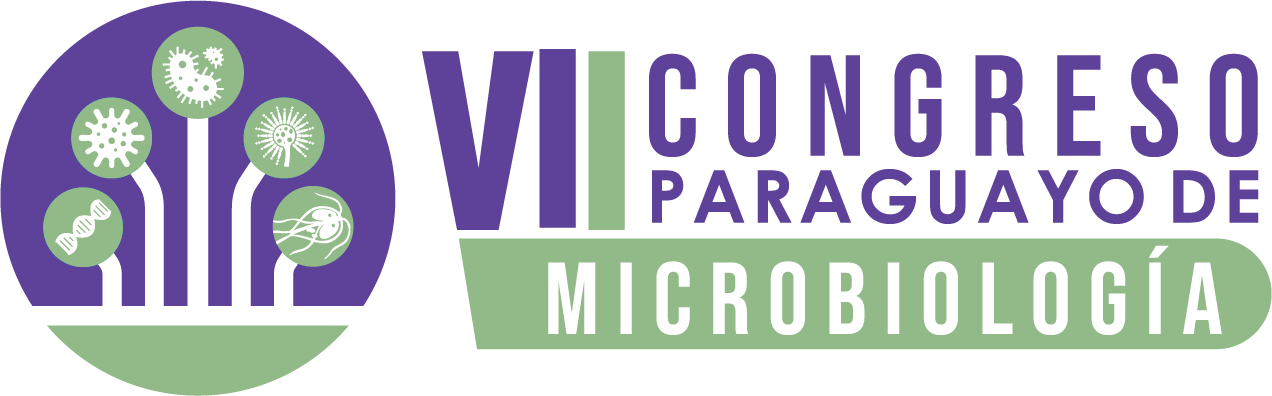 VII CONGRESO
PARAGUAYO DE
MICROBIOLOGÍA